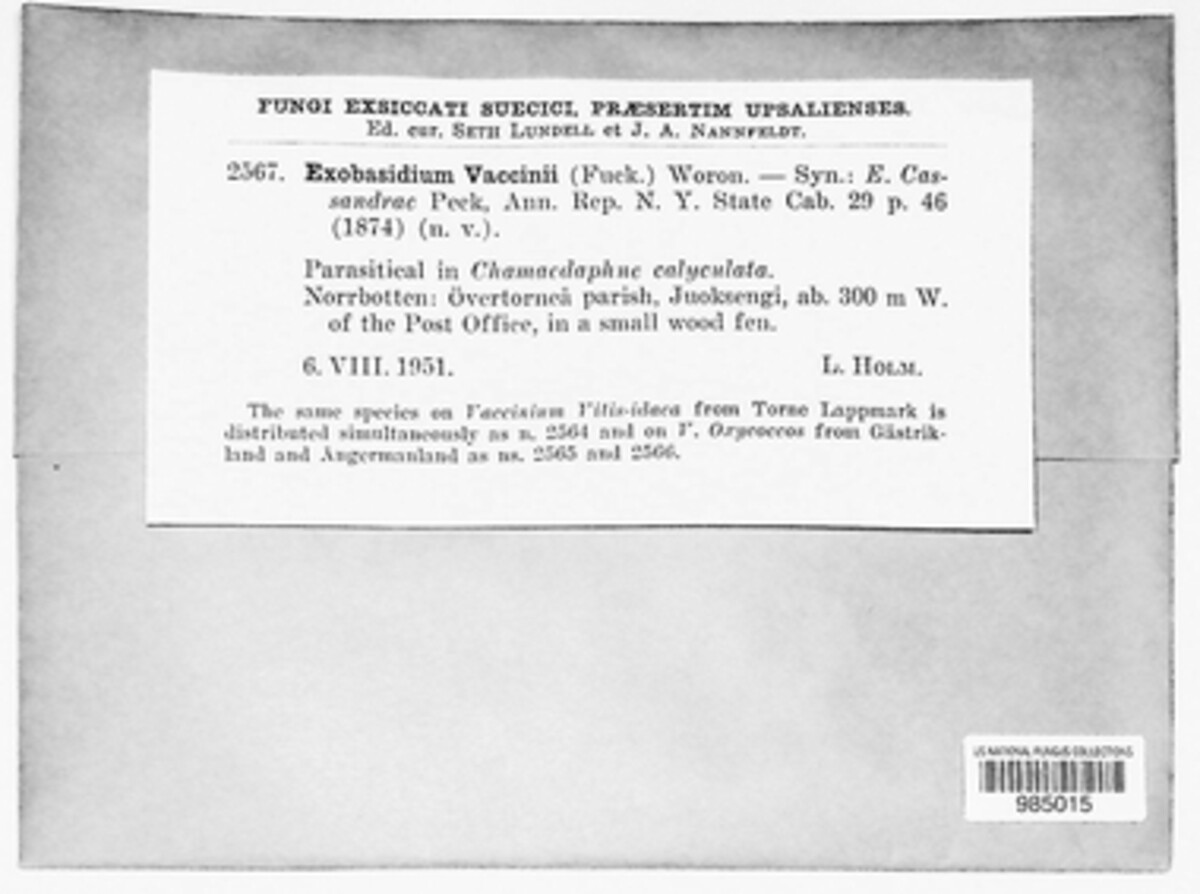 FUNGI EXSICCATI SUECICI, PRÆSERTIM UPSALIENSES.
Ed. cur. SETH LUNDELL et J. A. NANNFELDT.
2567. Exobasidium Vaccinii (Fuck.) Woron. — Syn.: E. Cas-
sandrae Peck, Ann. Rep. N. Y. State Cab. 29 p. 46
(1874) (n. v.).
Parasitical in Chamaedaphne calyculata.
Norrbotten: Övertorneå parish, Juoksengi, ab. 300 m W.
of the Post Office, in a small wood fen.
6. VIII. 1951. L. HOLM.
The same species on Vaccinium Vitis-idaea from Torne Lappmark is
distributed simultaneously as n. 2564 and on V. Oxycoccos from Gästrik-
land and Ångermanland as ns. 2565 and 2566.
US NATIONAL FUNGUS COLLECTIONS
985015